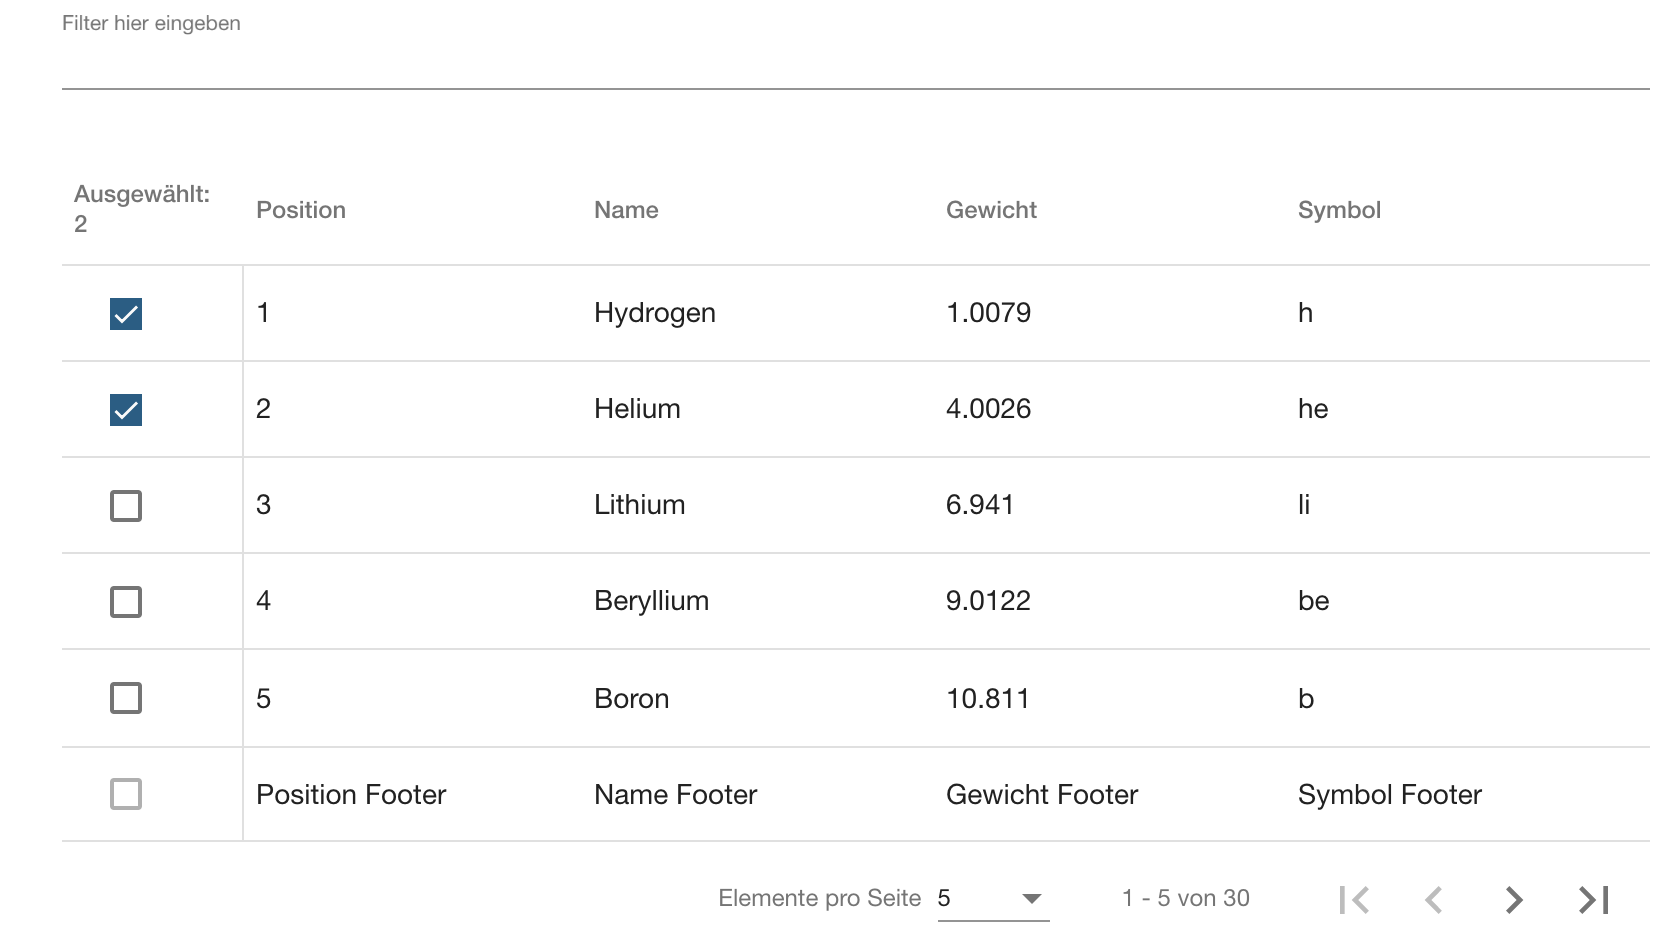 Filter hier eingeben
Ausgewählt:
2
Position Name Gewicht Symbol
1 Hydrogen 1.0079 h
2 Helium 4.0026 he
3 Lithium 6.941 li
4 Beryllium 9.0122 be
5 Boron 10.811 b
Position Footer Name Footer Gewicht Footer Symbol Footer
Elemente pro Seite 5 1 - 5 von 30